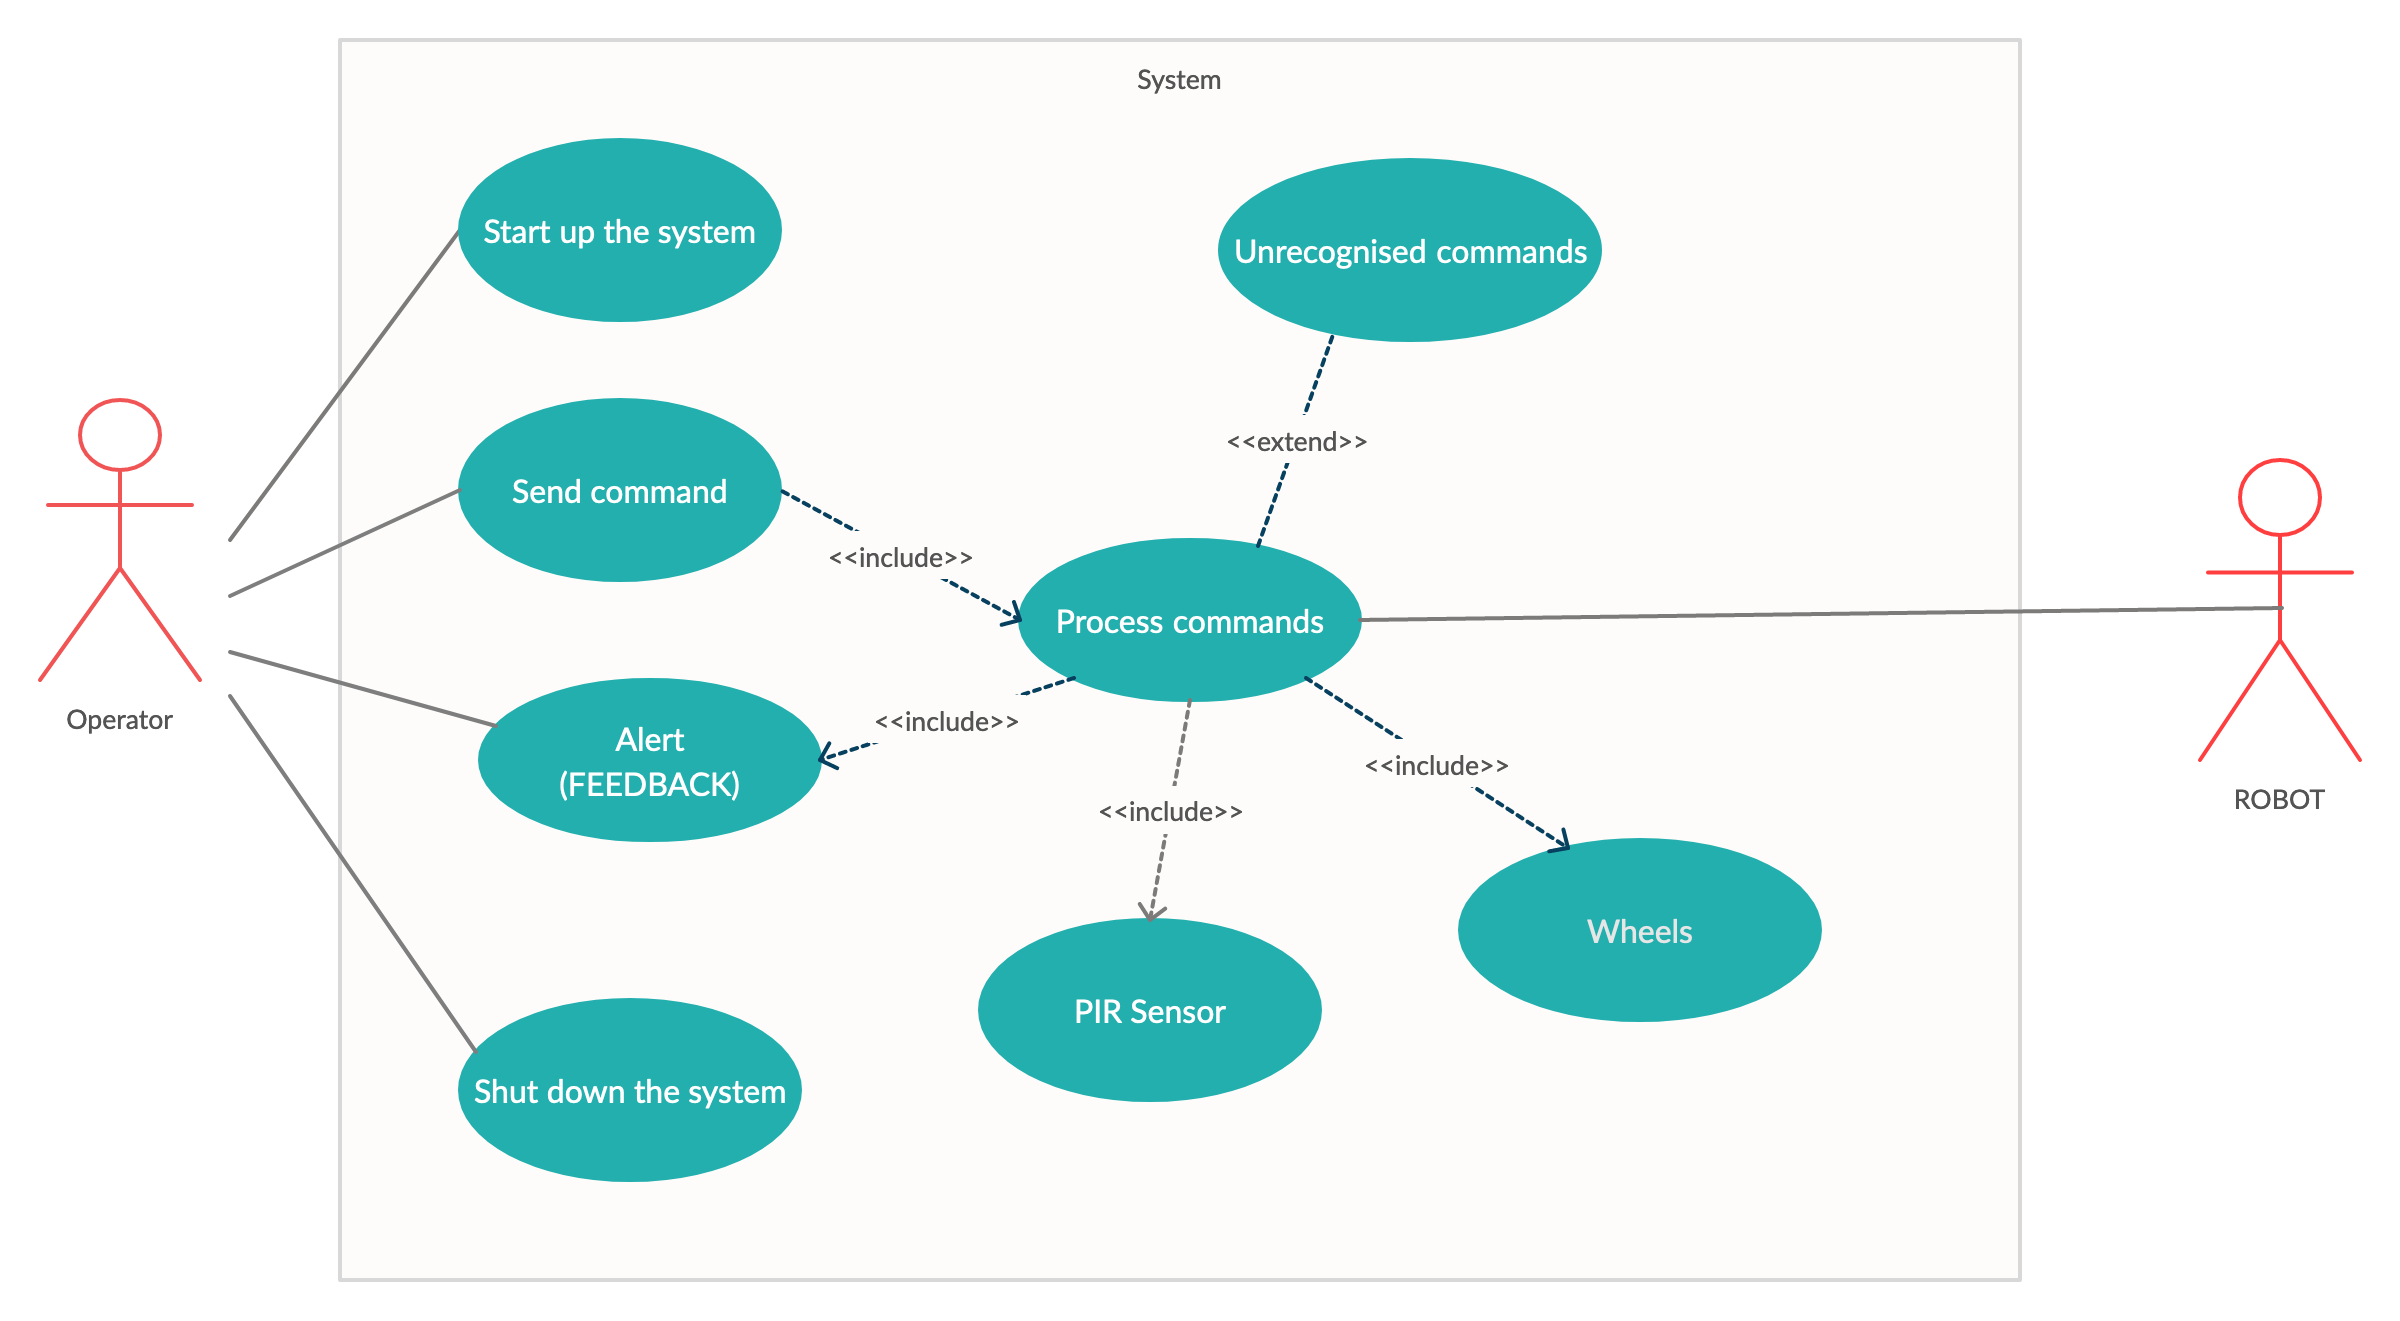 System
Start up the system
Unrecognised commands
<<extend>>
Send command
<<include>>
Process commands
Operator
Alert
(FEEDBACK)
<<include>>
<<include>>
<<include>>
ROBOT
Wheels
PIR Sensor
Shut down the system